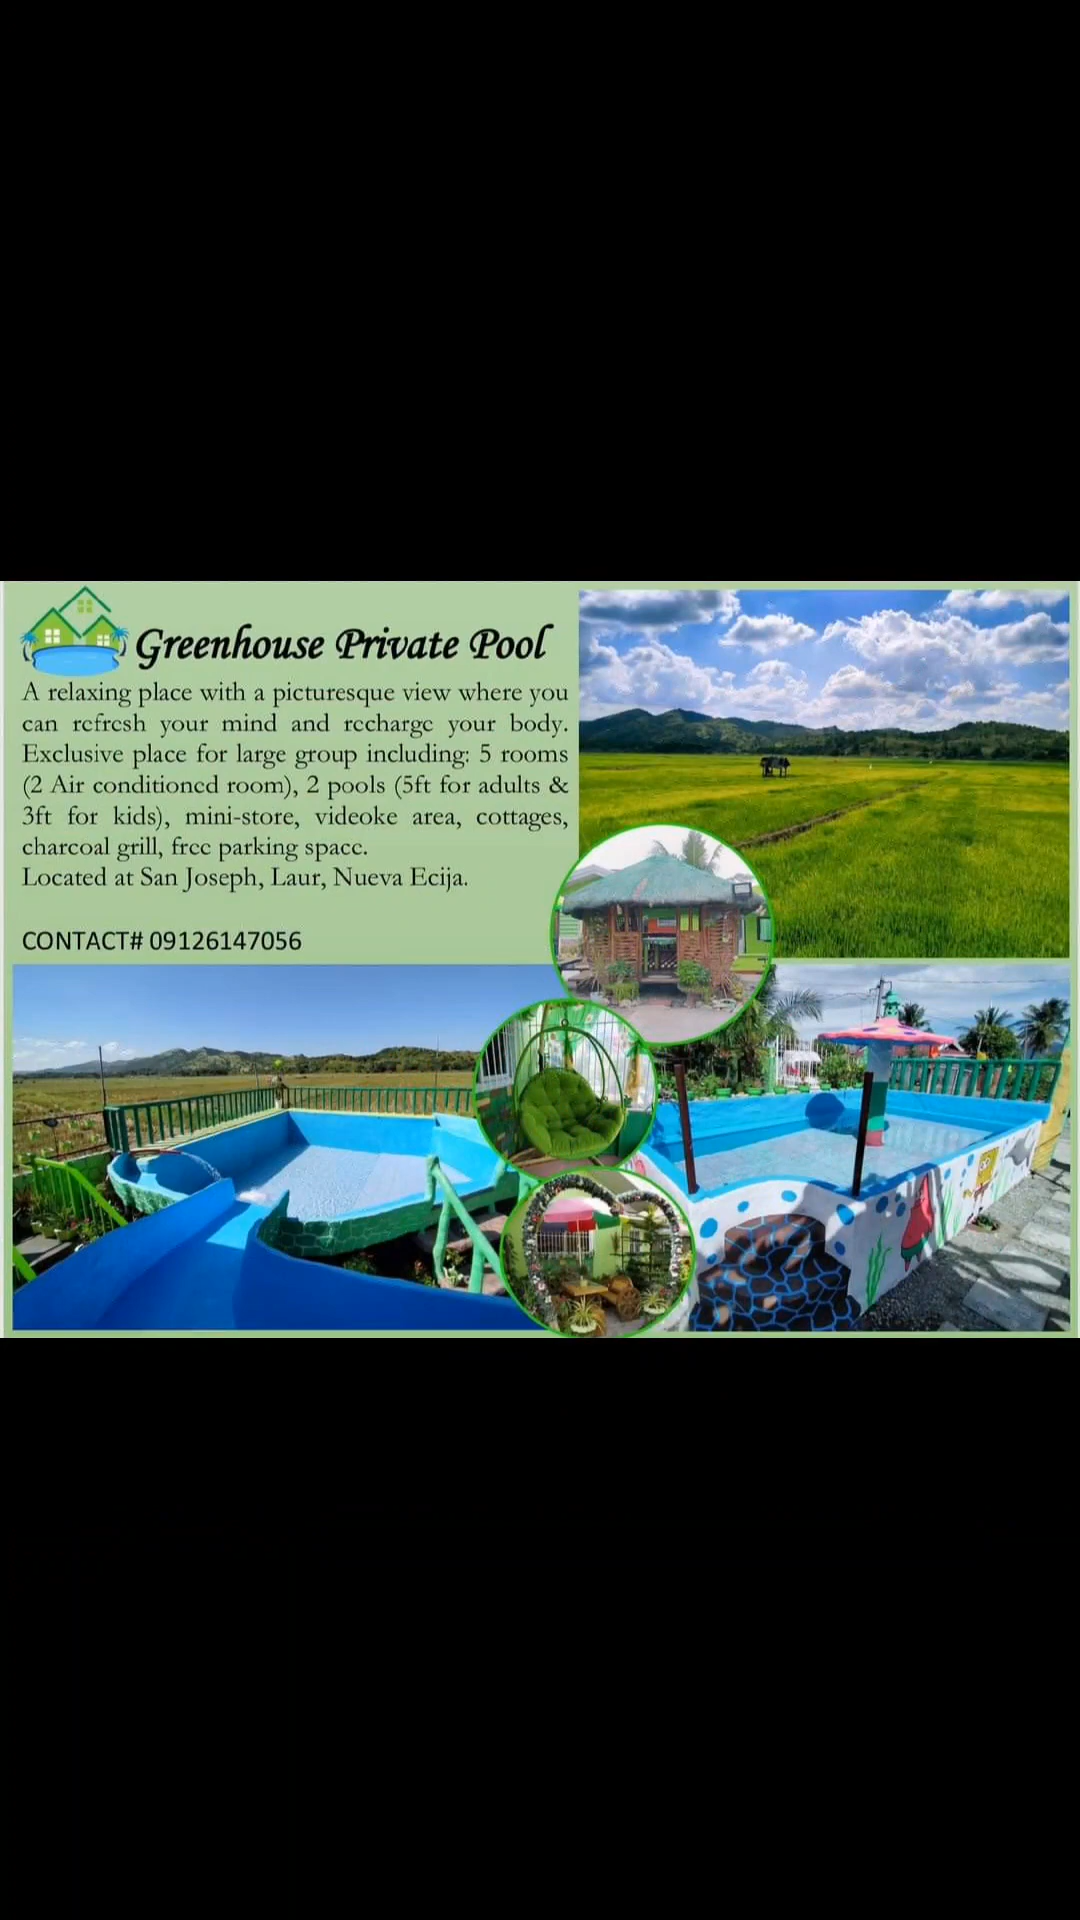 Greenhouse Private Pool
A relaxing place with a picturesque view where you
can refresh your mind and recharge your body.
Exclusive place for large group including: 5 rooms
(2 Air conditioned room), 2 pools (5ft for adults &
3ft for kids), mini-store, videoke area, cottages,
charcoal grill, free parking space.
Located at San Joseph, Laur, Nueva Ecija.
CONTACT# 09126147056